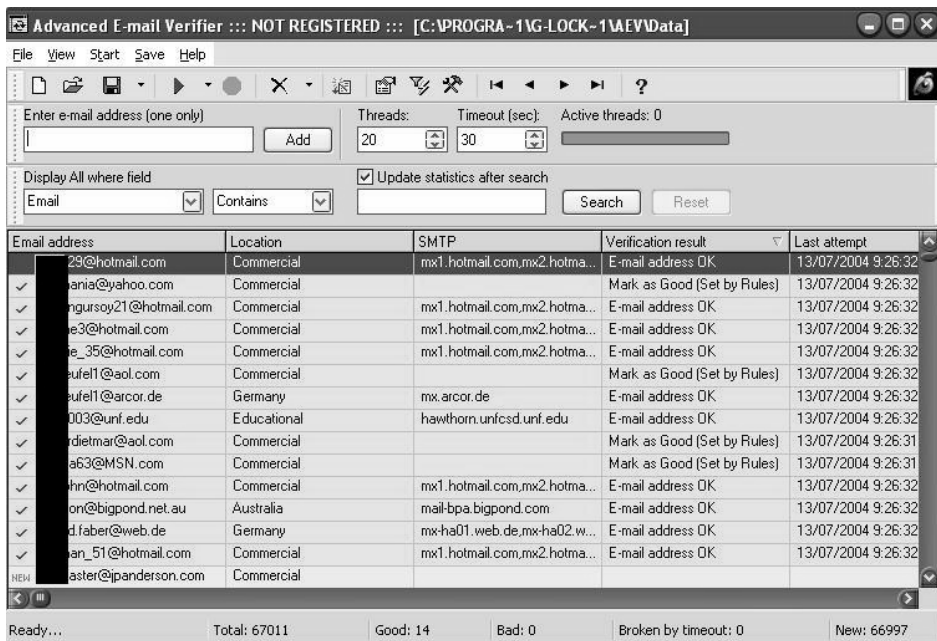 Advanced E-mail Verifier ::: NOT REGISTERED ::: [C:\PROGRA~1\G-LOCK~1\AEV\Data]
File View Start Save Help
Enter e-mail address (one only) Threads: Timeout (sec): Active threads: 0
Add 20 30
Display All where field Update statistics after search
Email Contains Search Reset
Email address Location SMTP Verification result Last attempt
29@hotmail.com Commercial mx1.hotmail.com,mx2.hotma... E-mail address OK 13/07/2004 9:26:32
ania@yahoo.com Commercial Mark as Good (Set by Rules) 13/07/2004 9:26:32
ngursoy21@hotmail.com Commercial mx1.hotmail.com,mx2.hotma... E-mail address OK 13/07/2004 9:26:32
e3@hotmail.com Commercial mx1.hotmail.com,mx2.hotma... E-mail address OK 13/07/2004 9:26:32
ie_35@hotmail.com Commercial mx1.hotmail.com,mx2.hotma... E-mail address OK 13/07/2004 9:26:32
eufel1@aol.com Commercial Mark as Good (Set by Rules) 13/07/2004 9:26:32
eufel1@arcor.de Germany mx.arcor.de E-mail address OK 13/07/2004 9:26:32
003@unf.edu Educational hawthorn.unfcsd.unf.edu E-mail address OK 13/07/2004 9:26:32
rdietmar@aol.com Commercial Mark as Good (Set by Rules) 13/07/2004 9:26:31
a63@MSN.com Commercial Mark as Good (Set by Rules) 13/07/2004 9:26:31
ohn@hotmail.com Commercial mx1.hotmail.com,mx2.hotma... E-mail address OK 13/07/2004 9:26:32
on@bigpond.net.au Australia mail-bpa.bigpond.com E-mail address OK 13/07/2004 9:26:32
d.faber@web.de Germany mx-ha01.web.de,mx-ha02.w... E-mail address OK 13/07/2004 9:26:32
an_51@hotmail.com Commercial mx1.hotmail.com,mx2.hotma... E-mail address OK 13/07/2004 9:26:32
NEW aster@jpanderson.com Commercial
Ready... Total: 67011 Good: 14 Bad: 0 Broken by timeout: 0 New: 66997